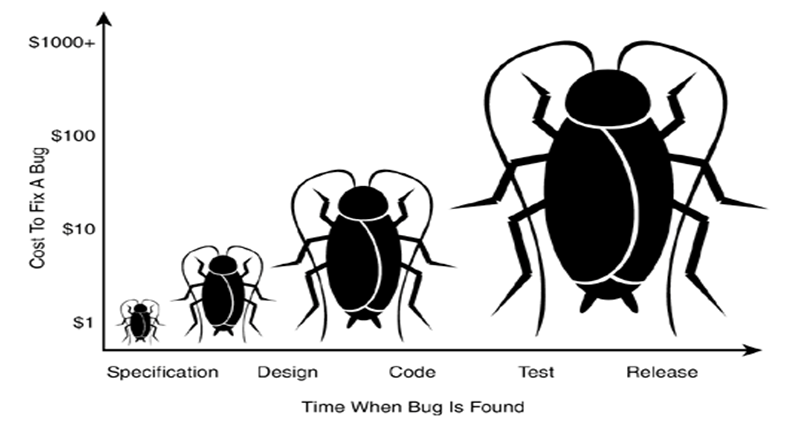 $1000+
$100
$10
$1
Cost To Fix A Bug
Specification Design Code Test Release
Time When Bug Is Found